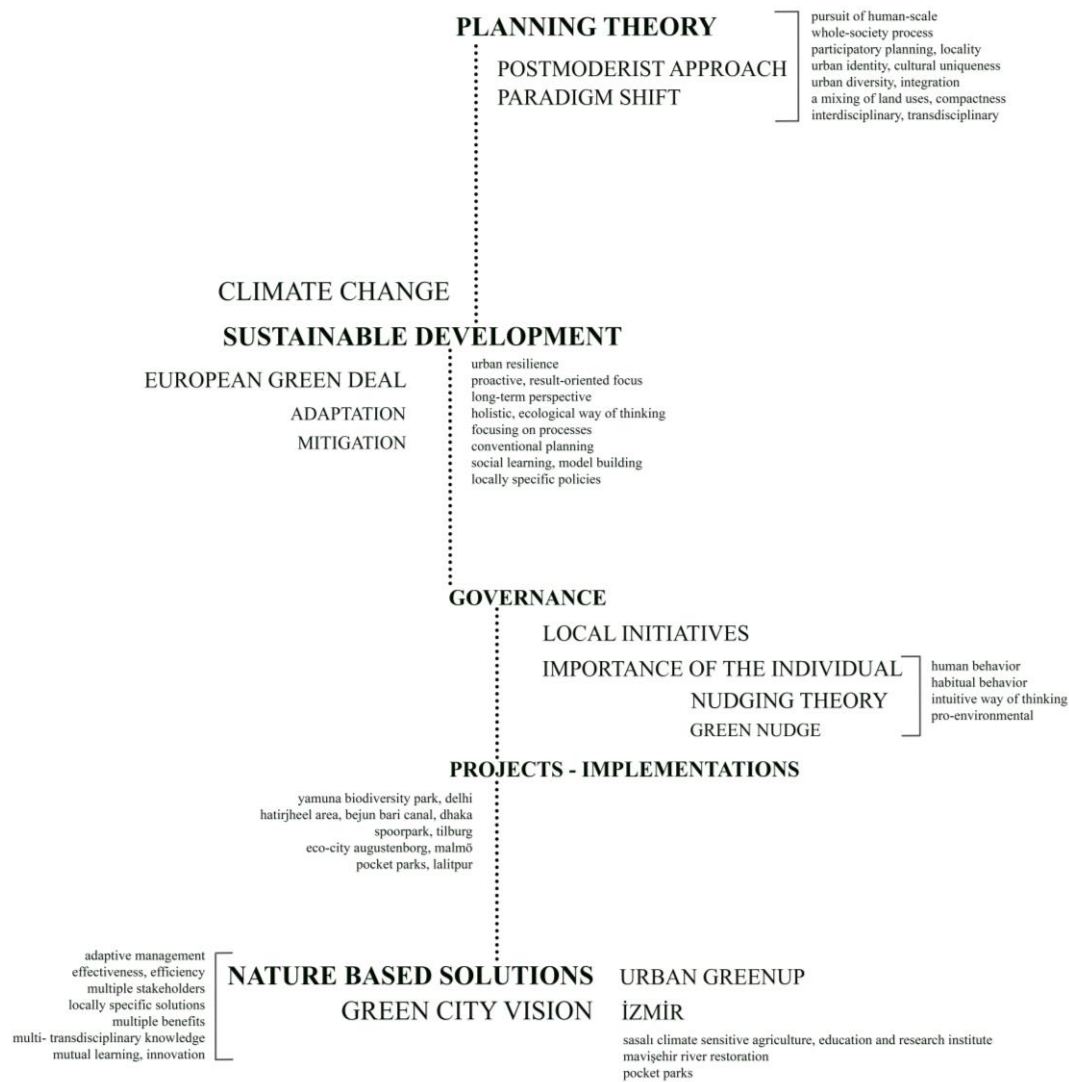 PLANNING THEORY
POSTMODERIST APPROACH
PARADIGM SHIFT
pursuit of human-scale
whole-society process
participatory planning, locality
urban identity, cultural uniqueness
urban diversity, integration
a mixing of land uses, compactness
interdisciplinary, transdisciplinary
CLIMATE CHANGE
SUSTAINABLE DEVELOPMENT
EUROPEAN GREEN DEAL
ADAPTATION
MITIGATION
urban resilience
proactive, result-oriented focus
long-term perspective
holistic, ecological way of thinking
focusing on processes
conventional planning
social learning, model building
locally specific policies
GOVERNANCE
LOCAL INITIATIVES
IMPORTANCE OF THE INDIVIDUAL
NUDGING THEORY
GREEN NUDGE
human behavior
habitual behavior
intuitive way of thinking
pro-environmental
PROJECTS - IMPLEMENTATIONS
yamuna biodiversity park, delhi
hatirjheel area, bejun bari canal, dhaka
spoorpark, tilburg
eco-city augustenborg, malmö
pocket parks, lalitpur
adaptive management
effectiveness, efficiency
multiple stakeholders
locally specific solutions
multiple benefits
multi- transdisciplinary knowledge
mutual learning, innovation
NATURE BASED SOLUTIONS
GREEN CITY VISION
URBAN GREENUP
İZMİR
sasalı climate sensitive agriculture, education and research institute
mavişehir river restoration
pocket parks